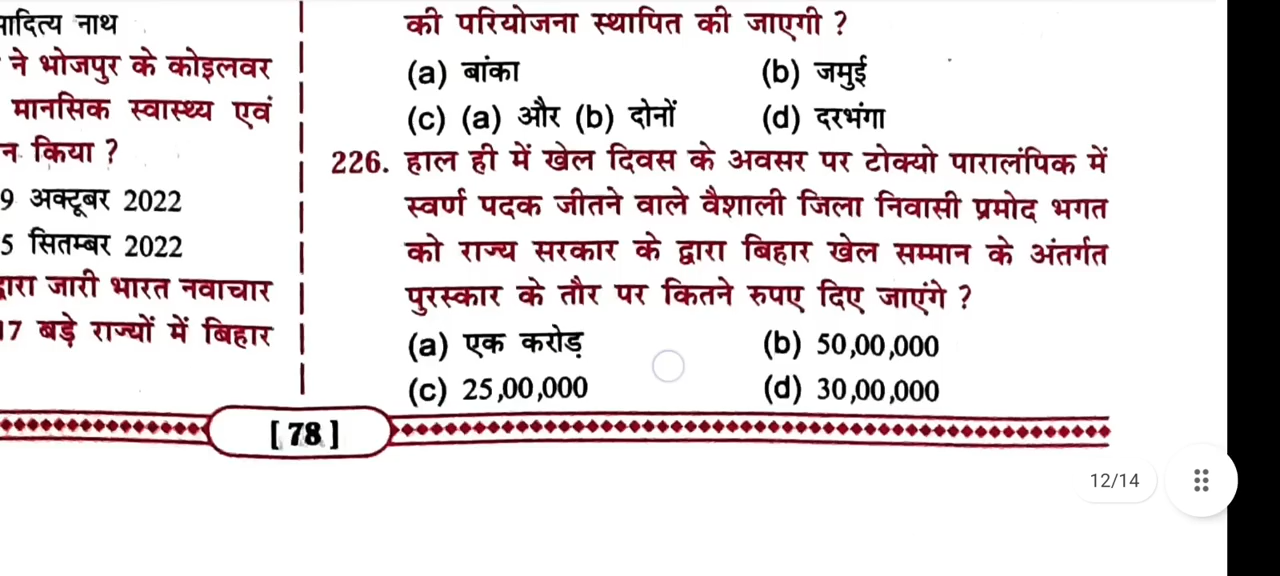 ादित्य नाथ
ने भोजपुर के कोइलवर
मानसिक स्वास्थ्य एवं
न किया ?
9 अक्टूबर 2022
5 सितम्बर 2022
द्वारा जारी भारत नवाचार
17 बड़े राज्यों में बिहार
की परियोजना स्थापित की जाएगी ?
(a) बांका (b) जमुई
(c) (a) और (b) दोनों (d) दरभंगा
226. हाल ही में खेल दिवस के अवसर पर टोक्यो पारालंपिक में
स्वर्ण पदक जीतने वाले वैशाली जिला निवासी प्रमोद भगत
को राज्य सरकार के द्वारा बिहार खेल सम्मान के अंतर्गत
पुरस्कार के तौर पर कितने रुपए दिए जाएंगे ?
(a) एक करोड़ (b) 50,00,000
(c) 25,00,000 (d) 30,00,000
[ 78 ]
12/14